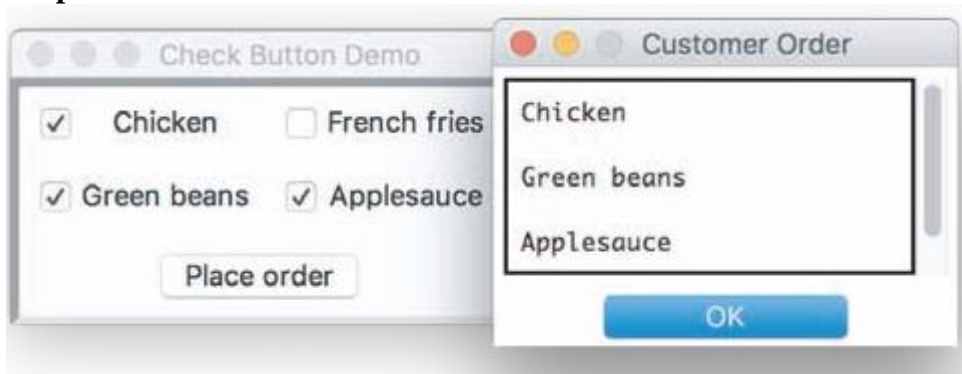 Check Button Demo
Chicken French fries
Green beans Applesauce
Place order
Customer Order
Chicken
Green beans
Applesauce
OK